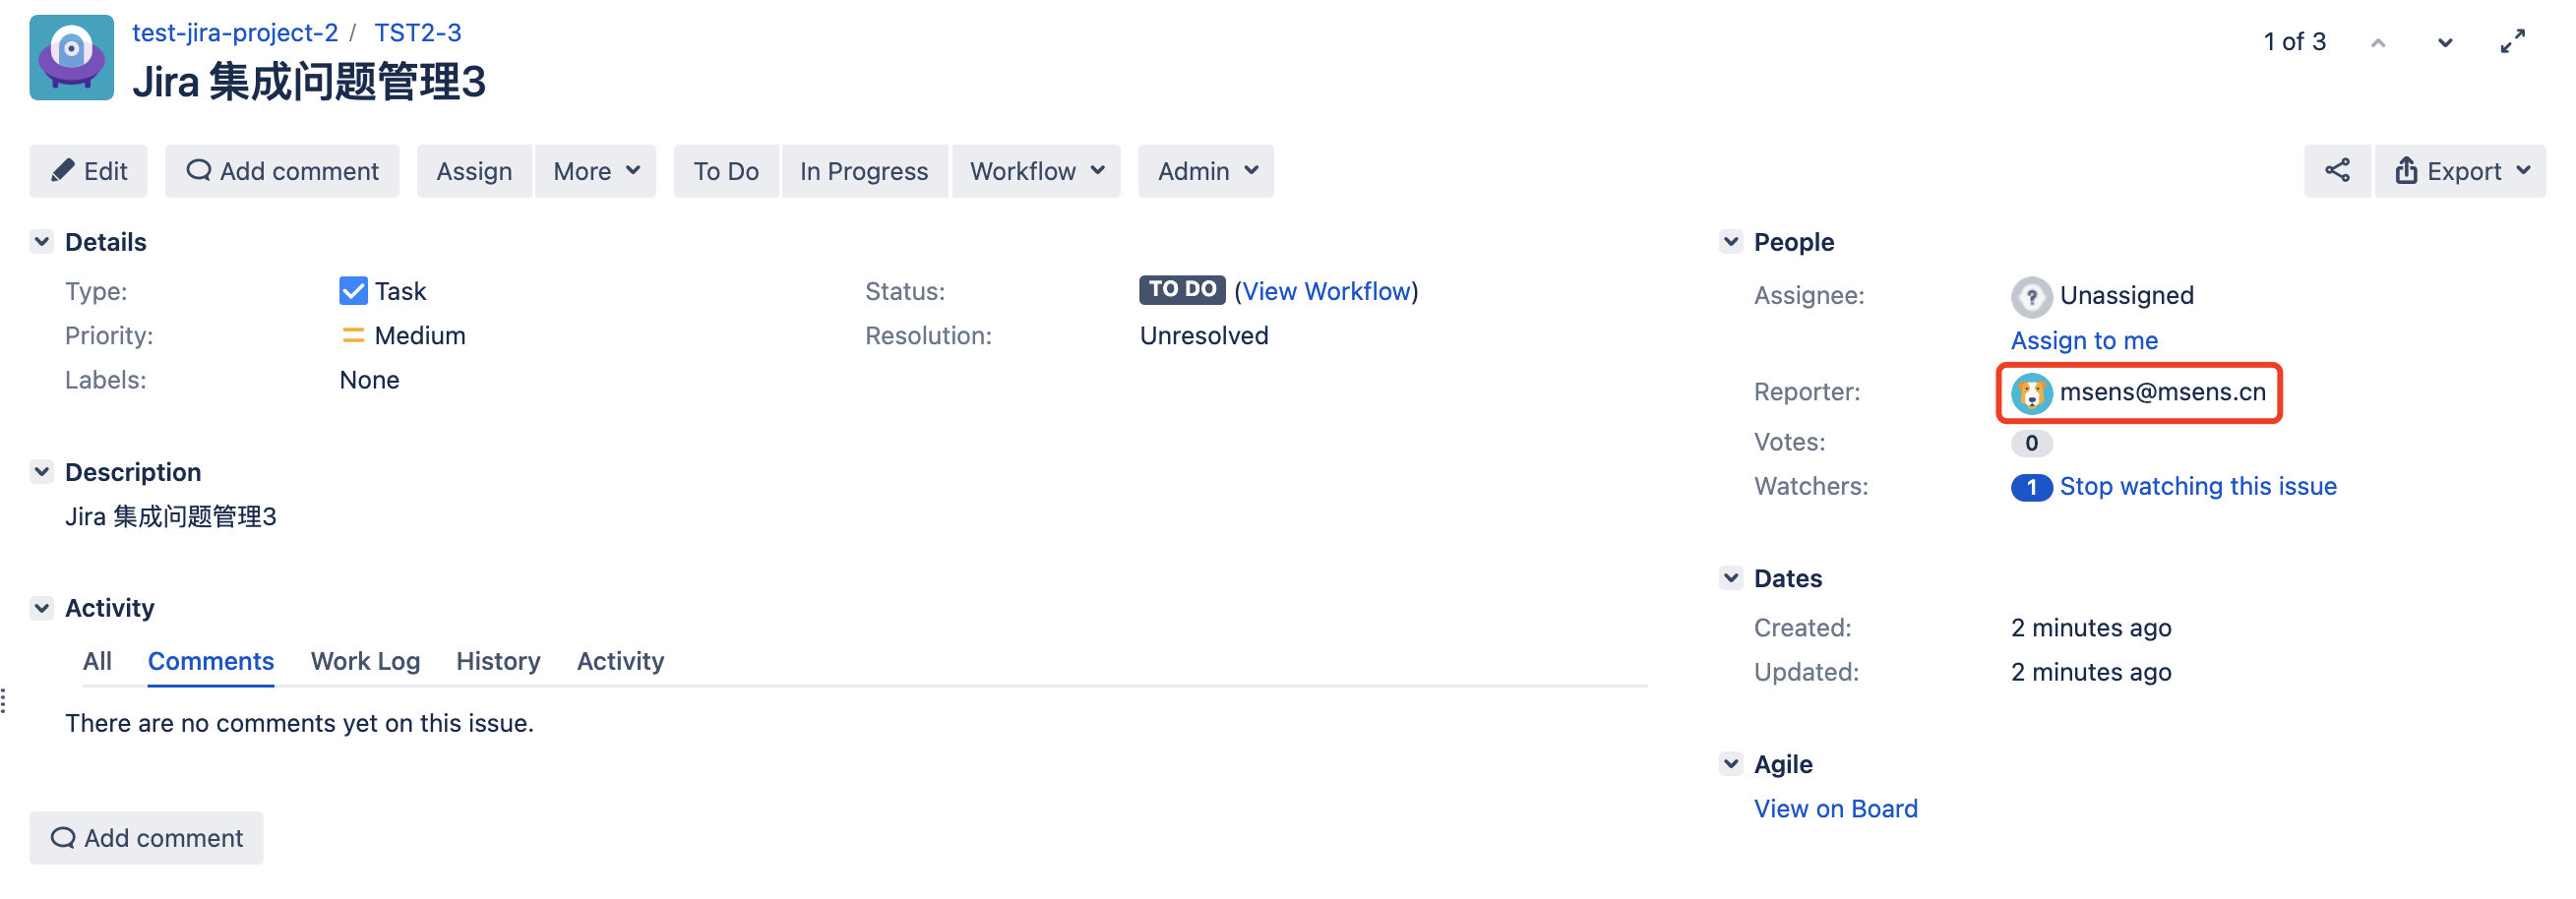 test-jira-project-2 / TST2-3
Jira 集成问题管理3
1 of 3
Edit
Add comment
Assign
More
To Do
In Progress
Workflow
Admin
Export
Details
Type: Task
Status: TO DO (View Workflow)
Priority: Medium
Resolution: Unresolved
Labels: None
Description
Jira 集成问题管理3
Activity
All Comments Work Log History Activity
There are no comments yet on this issue.
Add comment
People
Assignee: Unassigned
Assign to me
Reporter: msens@msens.cn
Votes: 0
Watchers: 1 Stop watching this issue
Dates
Created: 2 minutes ago
Updated: 2 minutes ago
Agile
View on Board